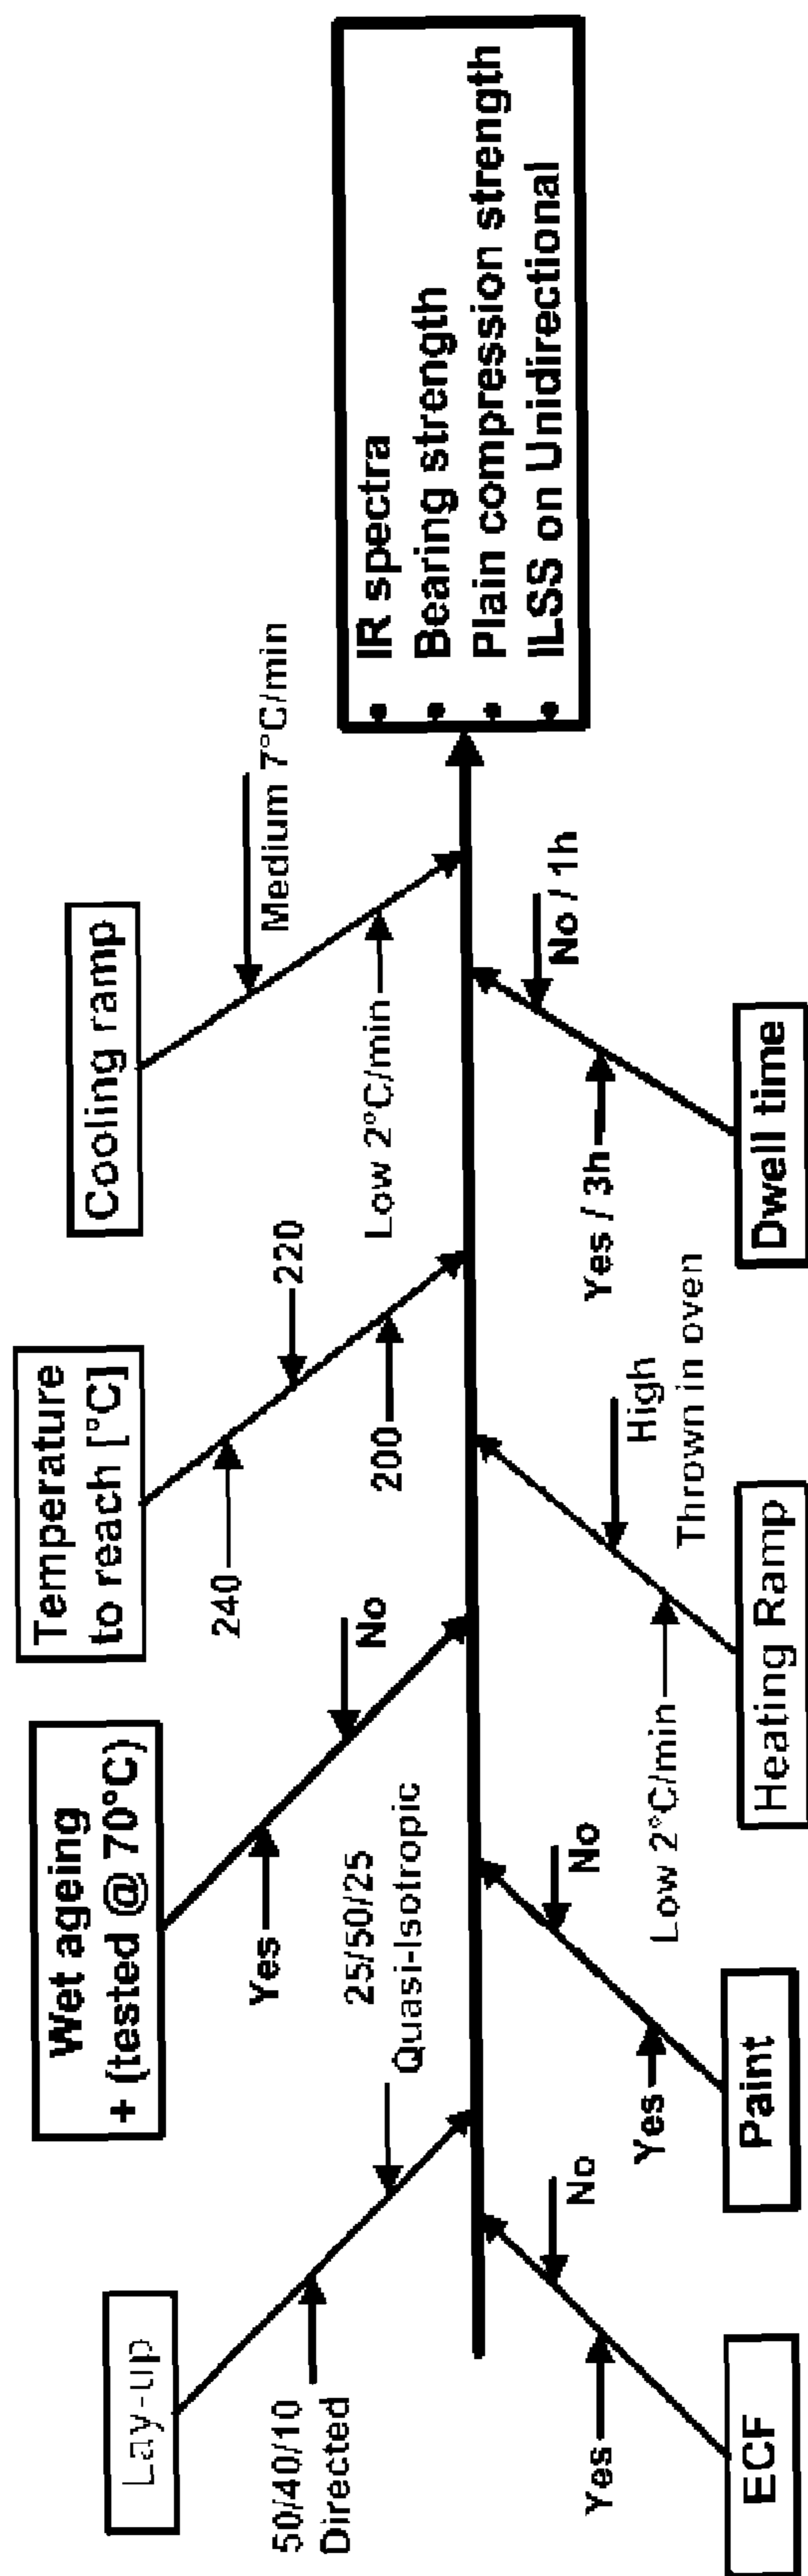 Lay-up
50/40/10
Directed
25/50/25
Quasi-Isotropic
Wet ageing
+ (tested @ 70°C)
Yes
No
Temperature
to reach [°C]
240
220
200
Cooling ramp
Medium 7°C/min
Low 2°C/min
• IR spectra
• Bearing strength
• Plain compression strength
• ILSS on Unidirectional
ECF
Yes
No
Paint
Yes
No
Heating Ramp
Low 2°C/min
High
Thrown in oven
Dwell time
Yes / 3h
No / 1h